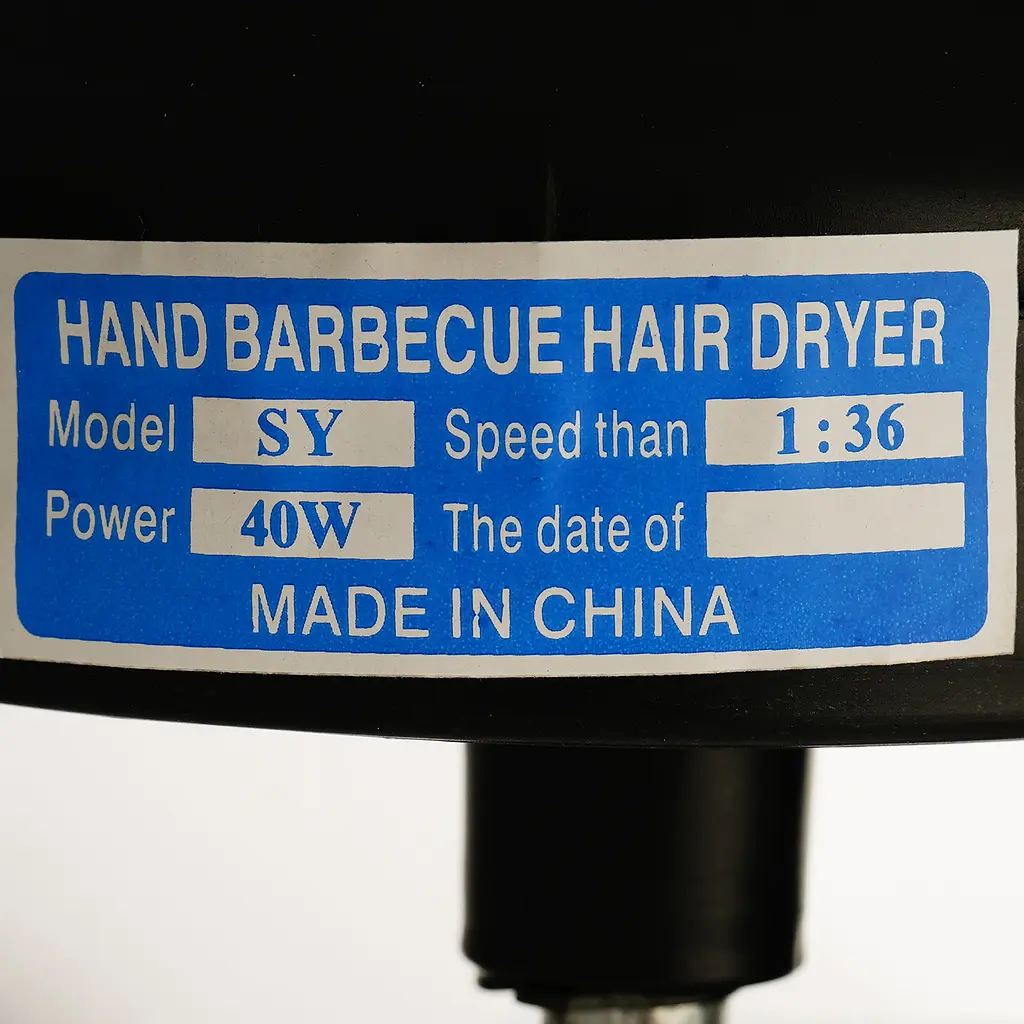 HAND BARBECUE HAIR DRYER
Model SY Speed than 1:36
Power 40W The date of
MADE IN CHINA